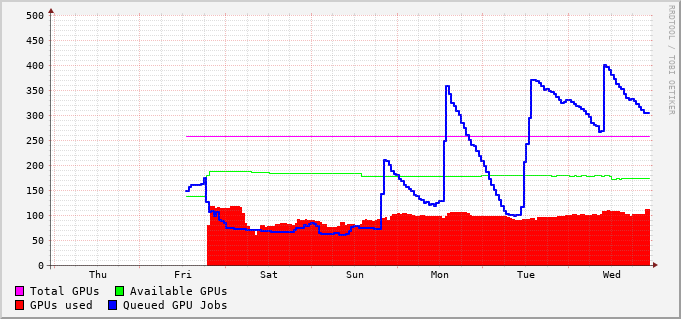 500
450
400
350
300
250
200
150
100
50
0
Thu Fri Sat Sun Mon Tue Wed
Total GPUs Available GPUs
GPUs used Queued GPU Jobs
RRDTOOL / TOBI OETIKER